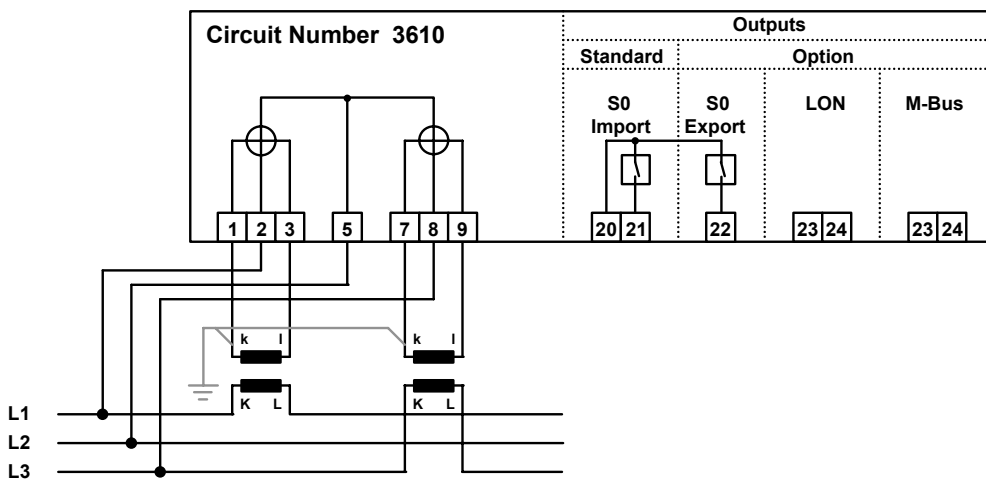 Circuit Number 3610
Outputs
Standard
Option
S0
Import
S0
Export
LON
M-Bus
1 2 3 5 7 8 9 20 21 22 23 24 23 24
k l k l
K L K L
L1
L2
L3